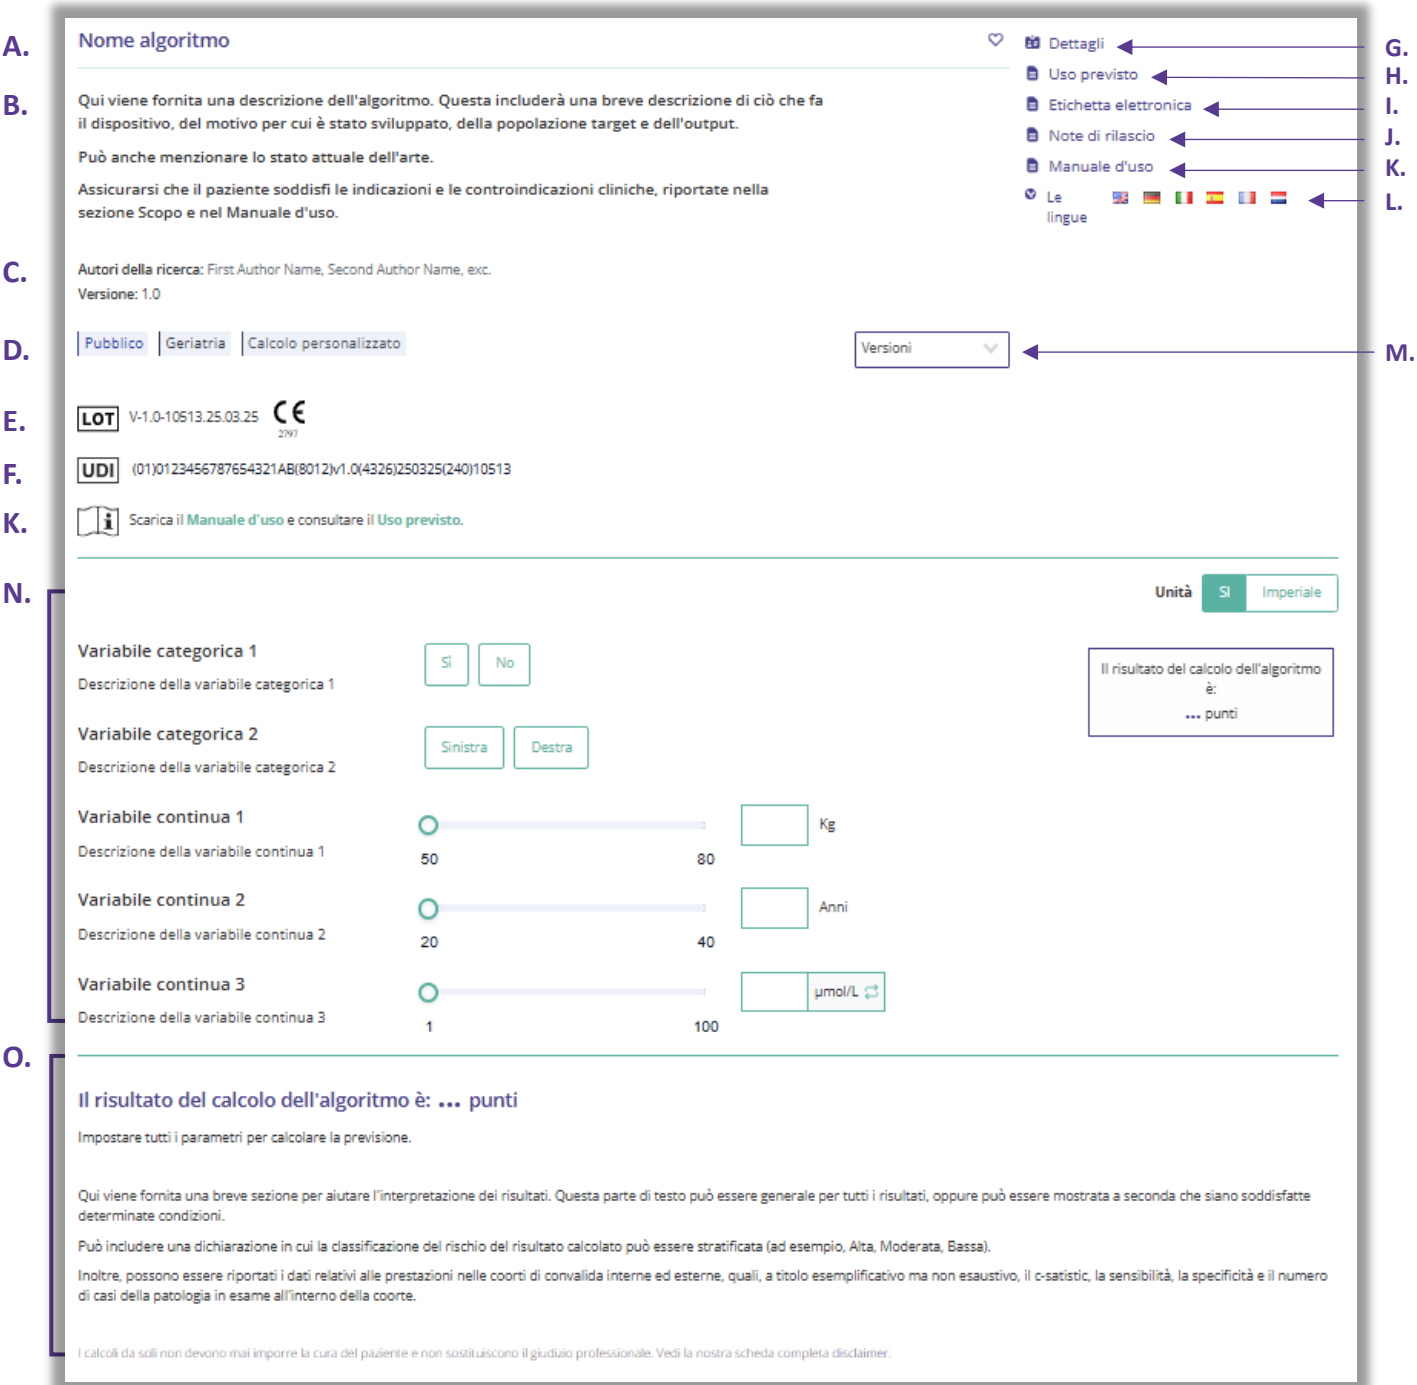 A.
Nome algoritmo
Dettagli
G.
Uso previsto
H.
B.
Qui viene fornita una descrizione dell'algoritmo. Questa includerà una breve descrizione di ciò che fa
il dispositivo, del motivo per cui è stato sviluppato, della popolazione target e dell'output.
Etichetta elettronica
I.
Note di rilascio
J.
Può anche menzionare lo stato attuale dell'arte.
Manuale d'uso
K.
Assicurarsi che il paziente soddisfi le indicazioni e le controindicazioni cliniche, riportate nella
sezione Scopo e nel Manuale d'uso.
Le
lingue
L.
C.
Autori della ricerca: First Author Name, Second Author Name, exc.
Versione: 1.0
D.
Pubblico Geriatria Calcolo personalizzato
Versioni
M.
E.
LOT V-1.0-10513.25.03.25 CE
2797
F.
UDI (01)0123456787654321AB(8012)v1.0(4326)250325(240)10513
K.
i Scarica il Manuale d'uso e consultare il Uso previsto.
N.
Unità SI Imperiale
Variabile categorica 1
Descrizione della variabile categorica 1
Sì No
Il risultato del calcolo dell'algoritmo
è:
... punti
Variabile categorica 2
Descrizione della variabile categorica 2
Sinistra Destra
Variabile continua 1
Descrizione della variabile continua 1
50 80
Kg
Variabile continua 2
Descrizione della variabile continua 2
20 40
Anni
Variabile continua 3
Descrizione della variabile continua 3
1 100
μmol/L
O.
Il risultato del calcolo dell'algoritmo è: ... punti
Impostare tutti i parametri per calcolare la previsione.
Qui viene fornita una breve sezione per aiutare l'interpretazione dei risultati. Questa parte di testo può essere generale per tutti i risultati, oppure può essere mostrata a seconda che siano soddisfatte
determinate condizioni.
Può includere una dichiarazione in cui la classificazione del rischio del risultato calcolato può essere stratificata (ad esempio, Alta, Moderata, Bassa).
Inoltre, possono essere riportati i dati relativi alle prestazioni nelle coorti di convalida interne ed esterne, quali, a titolo esemplificativo ma non esaustivo, il c-satistic, la sensibilità, la specificità e il numero
di casi della patologia in esame all'interno della coorte.
I calcoli da soli non devono mai imporre la cura del paziente e non sostituiscono il giudizio professionale. Vedi la nostra scheda completa disclaimer.